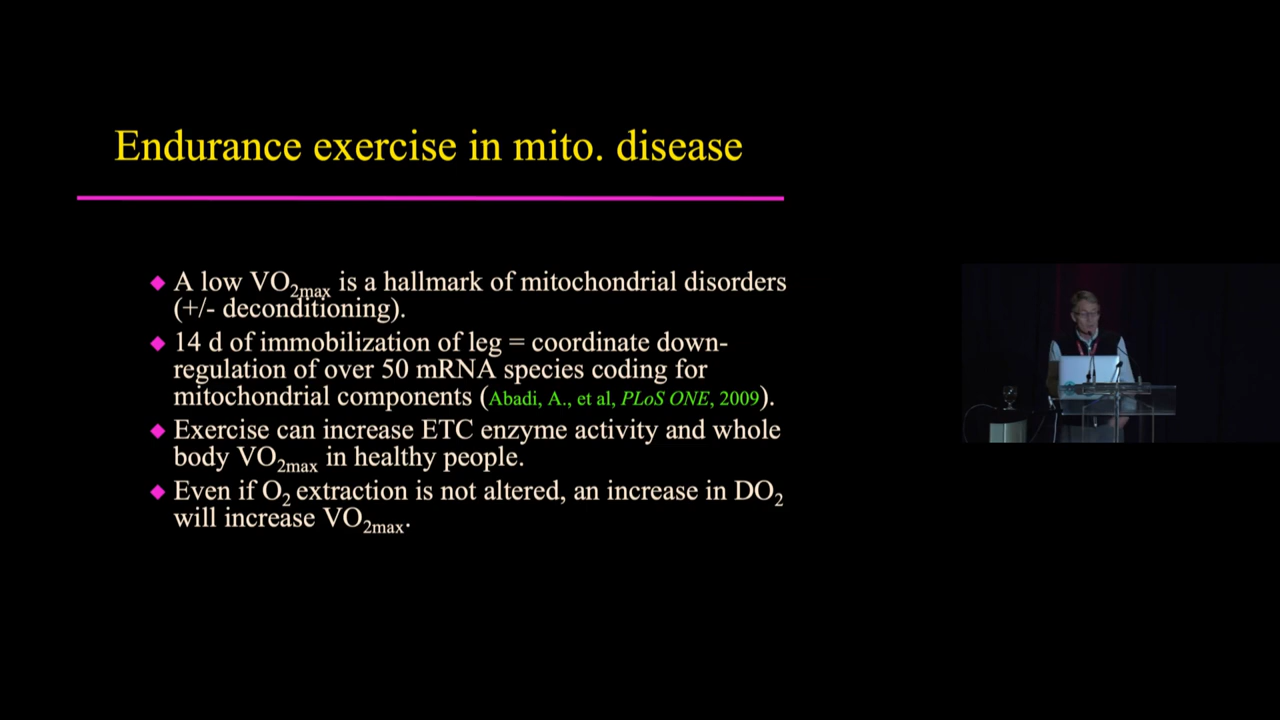 Endurance exercise in mito. disease
◆ A low VO₂max is a hallmark of mitochondrial disorders
(+/- deconditioning).
◆ 14 d of immobilization of leg = coordinate down-
regulation of over 50 mRNA species coding for
mitochondrial components (Abadi, A., et al, PLoS ONE, 2009).
◆ Exercise can increase ETC enzyme activity and whole
body VO₂max in healthy people.
◆ Even if O₂ extraction is not altered, an increase in DO₂
will increase VO₂max.